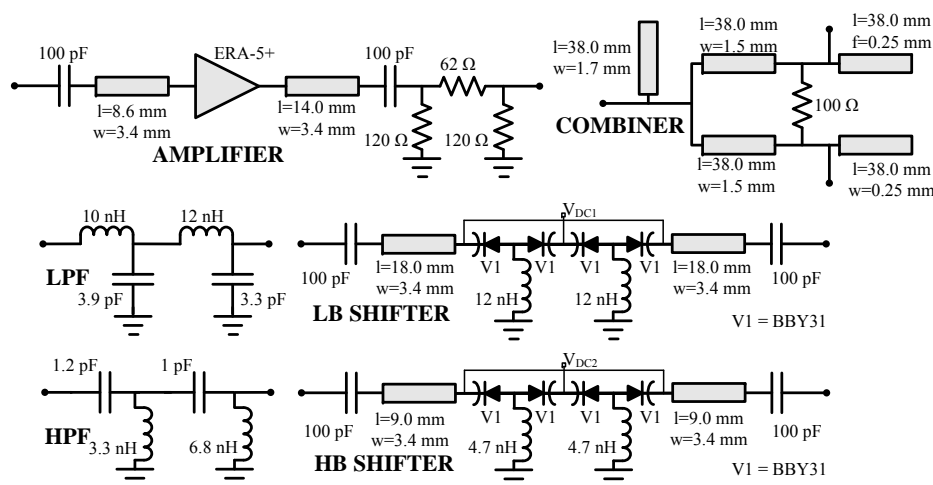 100 pF
ERA-5+
100 pF
62 Ω
l=8.6 mm
w=3.4 mm
l=14.0 mm
w=3.4 mm
120 Ω
120 Ω
AMPLIFIER
l=38.0 mm
w=1.7 mm
l=38.0 mm
w=1.5 mm
l=38.0 mm
f=0.25 mm
100 Ω
COMBINER
l=38.0 mm
w=1.5 mm
l=38.0 mm
w=0.25 mm
10 nH
12 nH
LPF
3.9 pF
3.3 pF
VDC1
100 pF
l=18.0 mm
w=3.4 mm
V1
V1
V1
V1
12 nH
12 nH
l=18.0 mm
w=3.4 mm
100 pF
LB SHIFTER
V1 = BBY31
1.2 pF
1 pF
HPF
3.3 nH
6.8 nH
VDC2
100 pF
l=9.0 mm
w=3.4 mm
V1
V1
V1
V1
4.7 nH
4.7 nH
l=9.0 mm
w=3.4 mm
100 pF
HB SHIFTER
V1 = BBY31